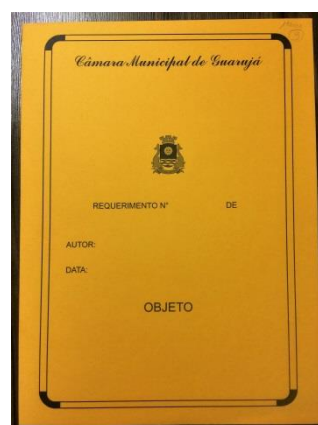 Câmara Municipal de Guarujá
REQUERIMENTO N° DE
AUTOR:
DATA:
OBJETO